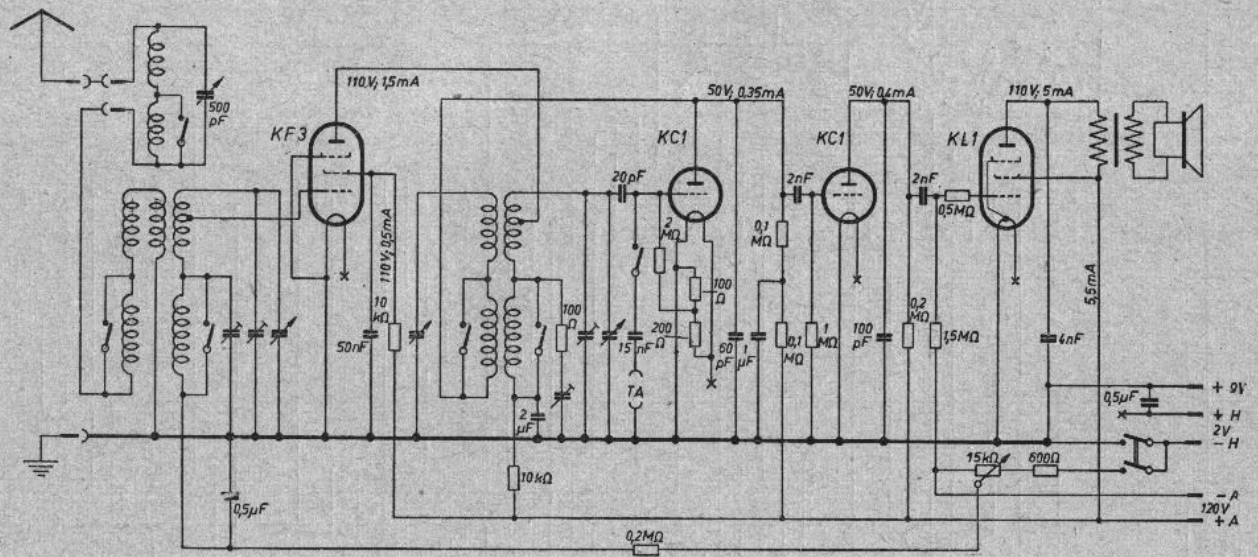 500 pF
KF3
110V; 1,5mA
110V; 0,5mA
10 kΩ
50nF
0,5µF
100 Ω
2 µF
10kΩ
0,2MΩ
20pF
15 nF
TA
2 MΩ
KC1
100 Ω
200 Ω
50V; 0,35mA
60 pF
1 µF
0,1 MΩ
0,1 MΩ
2nF
1 MΩ
KC1
50V; 0,4mA
100 pF
0,2 MΩ
2nF
1,5MΩ
0,5MΩ
KL1
110V; 5mA
5,5mA
4nF
0,5µF
+ 9V
+ H
2V
- H
15kΩ
600Ω
- A
120V
+ A